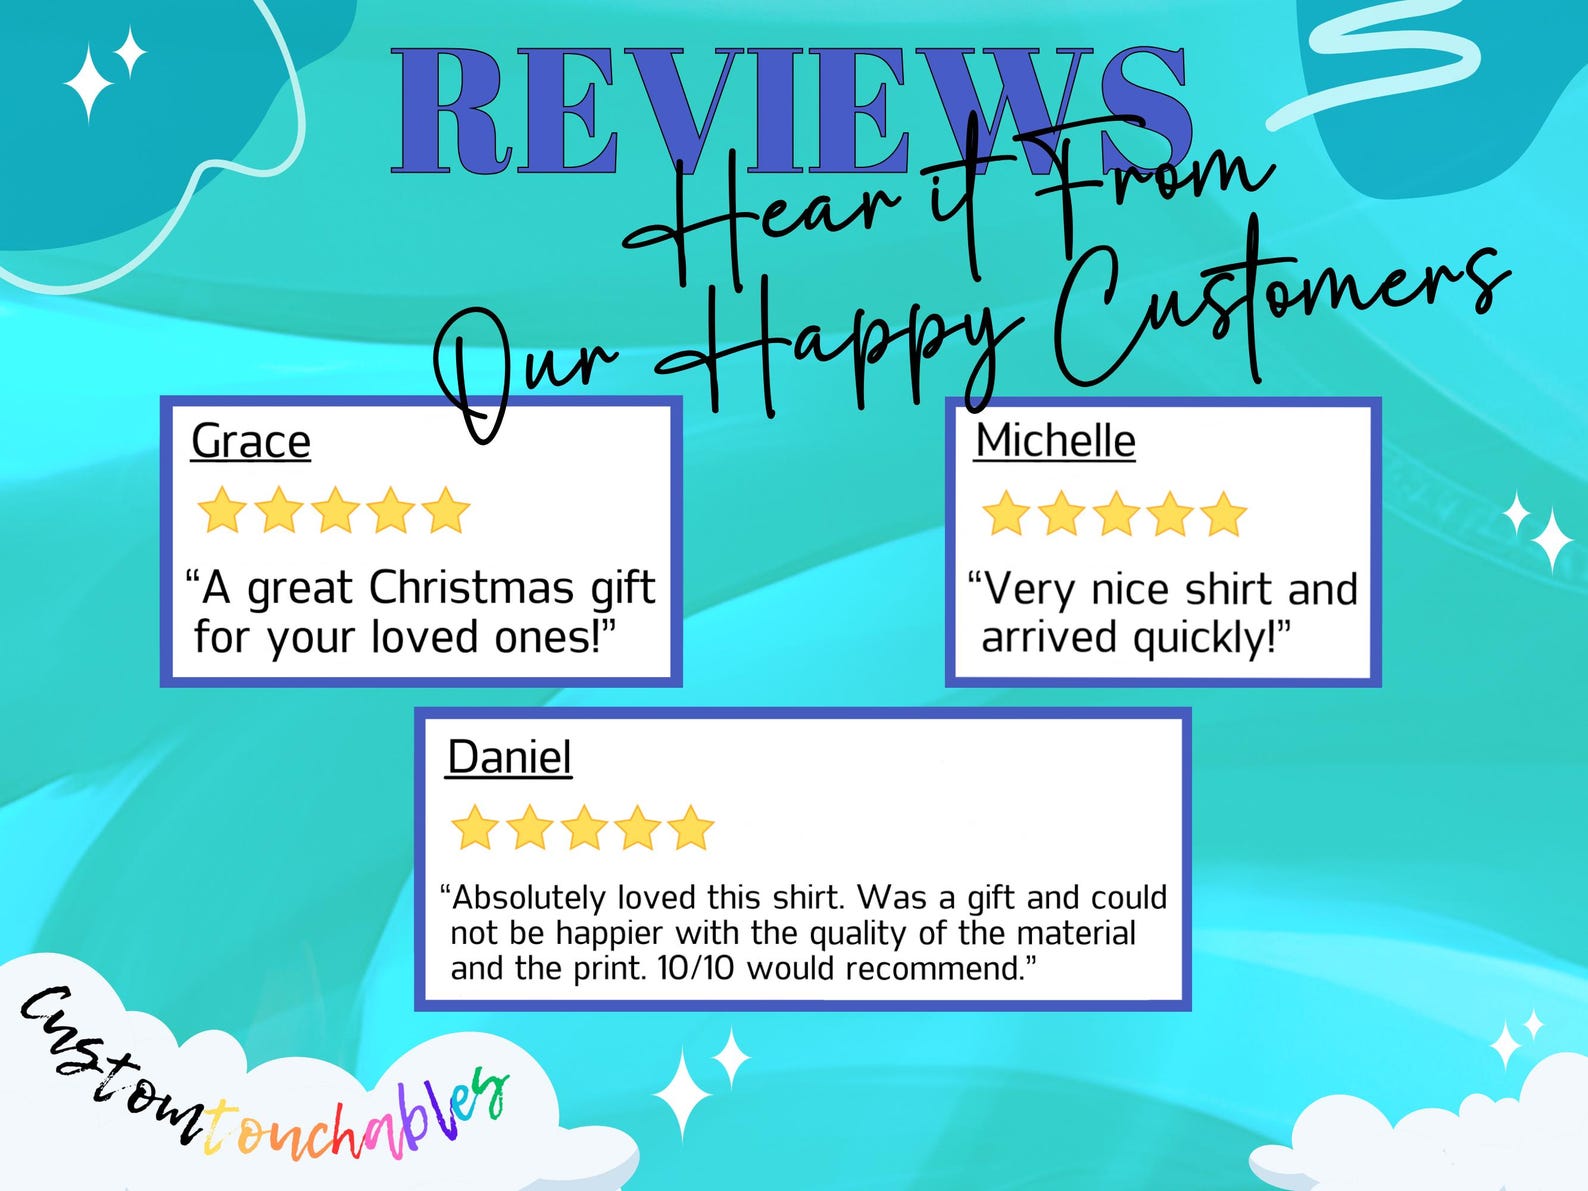 REVIEWS
Hear it From
Our Happy Customers
Grace
“A great Christmas gift
for your loved ones!”
Michelle
“Very nice shirt and
arrived quickly!”
Daniel
“Absolutely loved this shirt. Was a gift and could
not be happier with the quality of the material
and the print. 10/10 would recommend.”
Customtouchables